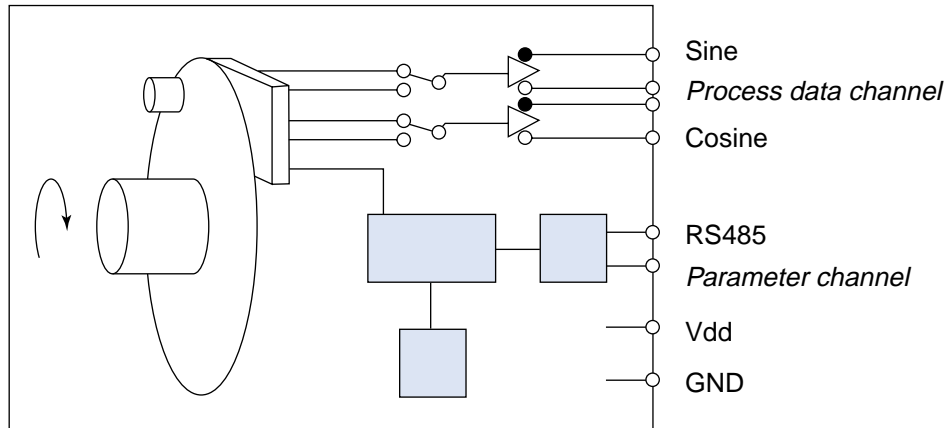 Sine
Process data channel
Cosine
RS485
Parameter channel
Vdd
GND